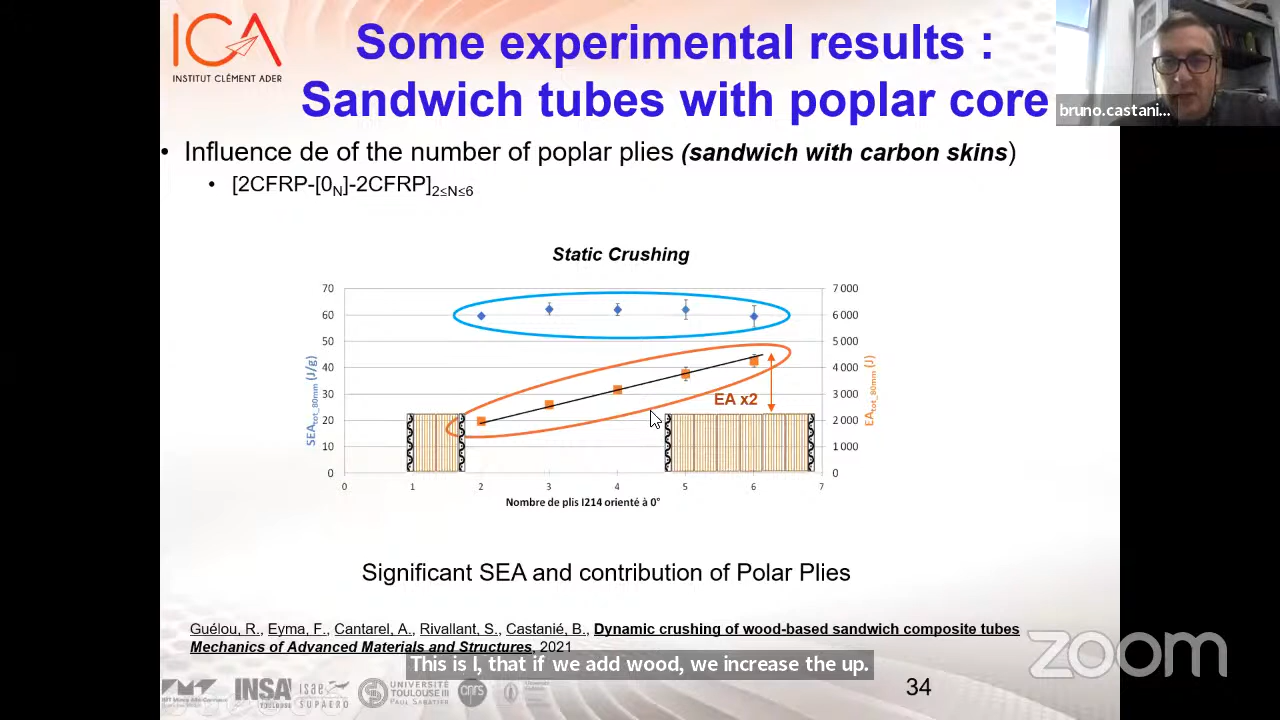 ICA
INSTITUT CLÉMENT ADER
Some experimental results :
Sandwich tubes with poplar core
bruno.castani...
• Influence de of the number of poplar plies (sandwich with carbon skins)
• [2CFRP-[0N]-2CFRP]2≤N≤6
Static Crushing
70
60
50
40
30
20
10
0
SEAtot_80mm (J/g)
7 000
6 000
5 000
4 000
3 000
2 000
1 000
0
EAtot_80mm (J)
EA x2
0 1 2 3 4 5 6 7
Nombre de plis I214 orienté à 0°
Significant SEA and contribution of Polar Plies
Guélou, R., Eyma, F., Cantarel, A., Rivallant, S., Castanié, B., Dynamic crushing of wood-based sandwich composite tubes
Mechanics of Advanced Materials and Structures, 2021
This is I, that if we add wood, we increase the up.
zoom
INSA TOULOUSE
isae
SUPAERO
UNIVERSITÉ
TOULOUSE III
PAUL SABATIER
cnrs
34